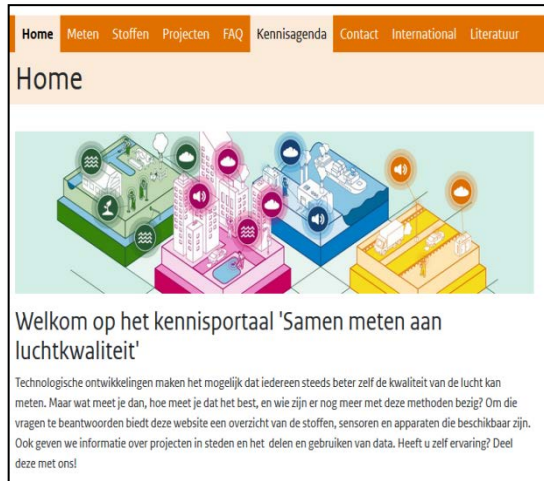 Home Meten Stoffen Projecten FAQ Kennisagenda Contact International Literatuur
Home
Welkom op het kennisportaal 'Samen meten aan
luchtkwaliteit'
Technologische ontwikkelingen maken het mogelijk dat iedereen steeds beter zelf de kwaliteit van de lucht kan
meten. Maar wat meet je dan, hoe meet je dat het best, en wie zijn er nog meer met deze methoden bezig? Om die
vragen te beantwoorden biedt deze website een overzicht van de stoffen, sensoren en apparaten die beschikbaar zijn.
Ook geven we informatie over projecten in steden en het delen en gebruiken van data. Heeft u zelf ervaring? Deel
deze met ons!